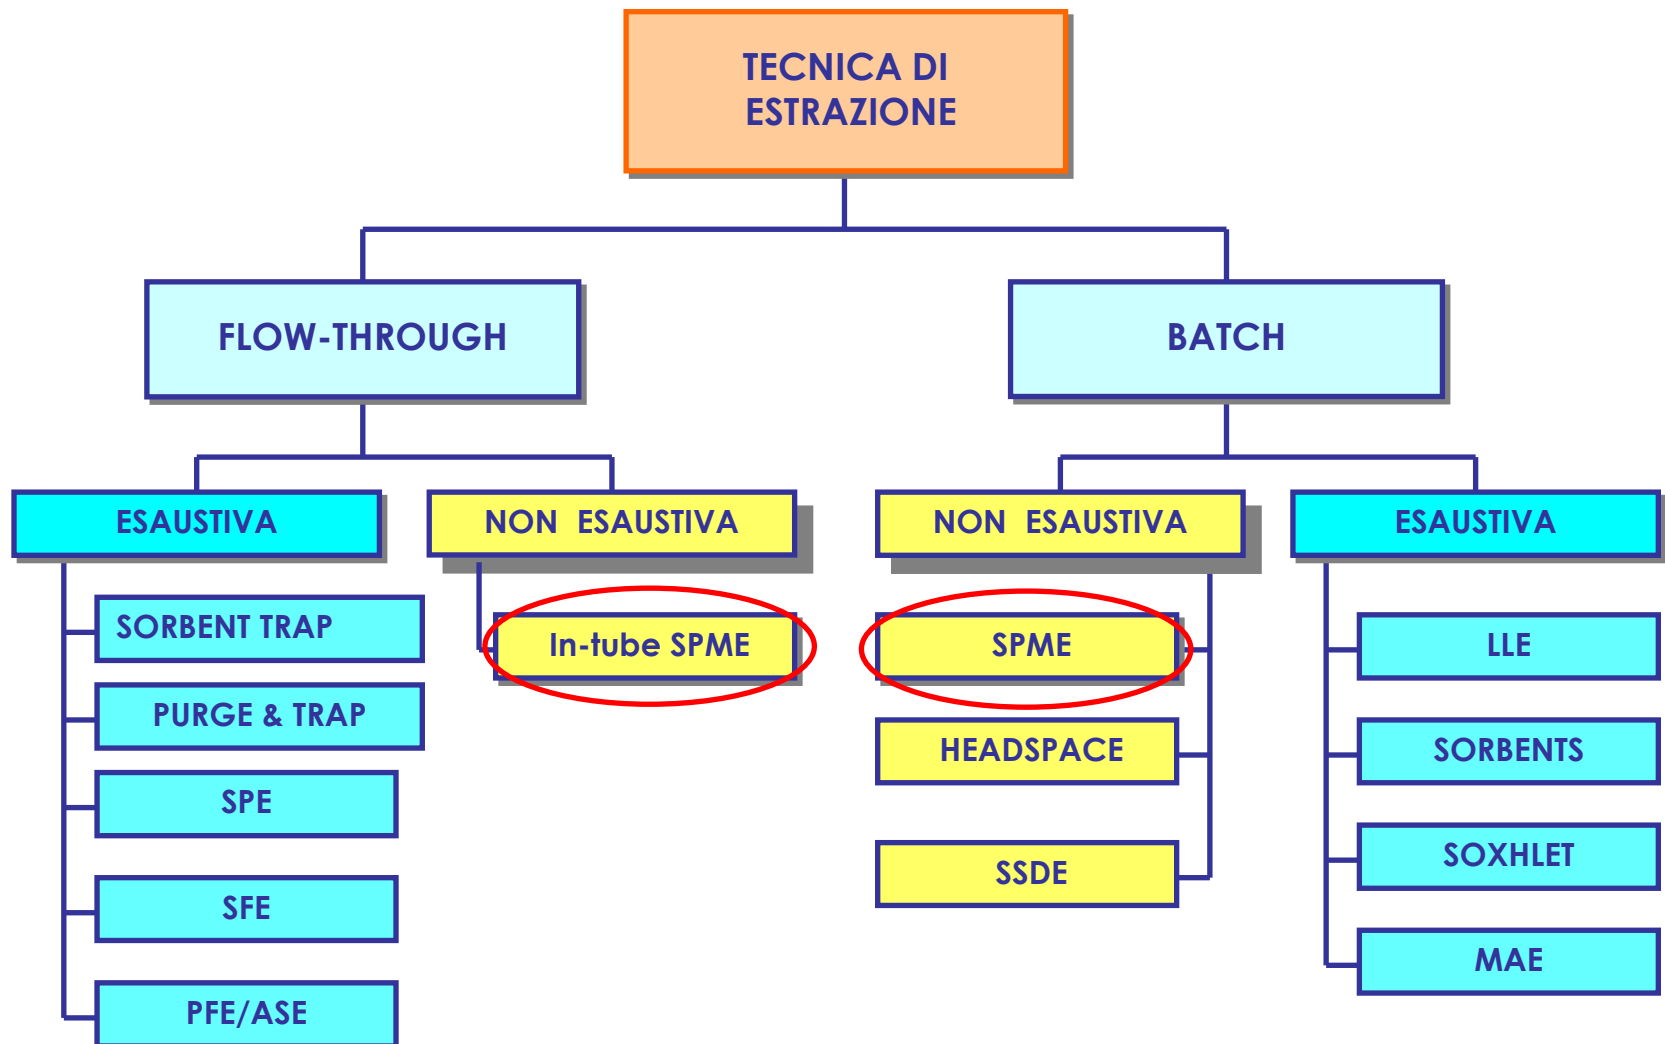 TECNICA DI
ESTRAZIONE
FLOW-THROUGH
BATCH
ESAUSTIVA
NON ESAUSTIVA
NON ESAUSTIVA
ESAUSTIVA
SORBENT TRAP
PURGE & TRAP
SPE
SFE
PFE/ASE
In-tube SPME
SPME
HEADSPACE
SSDE
LLE
SORBENTS
SOXHLET
MAE